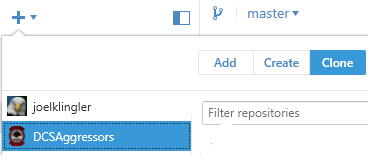 master
Add Create Clone
joelklingler
Filter repositories
DCSAggressors